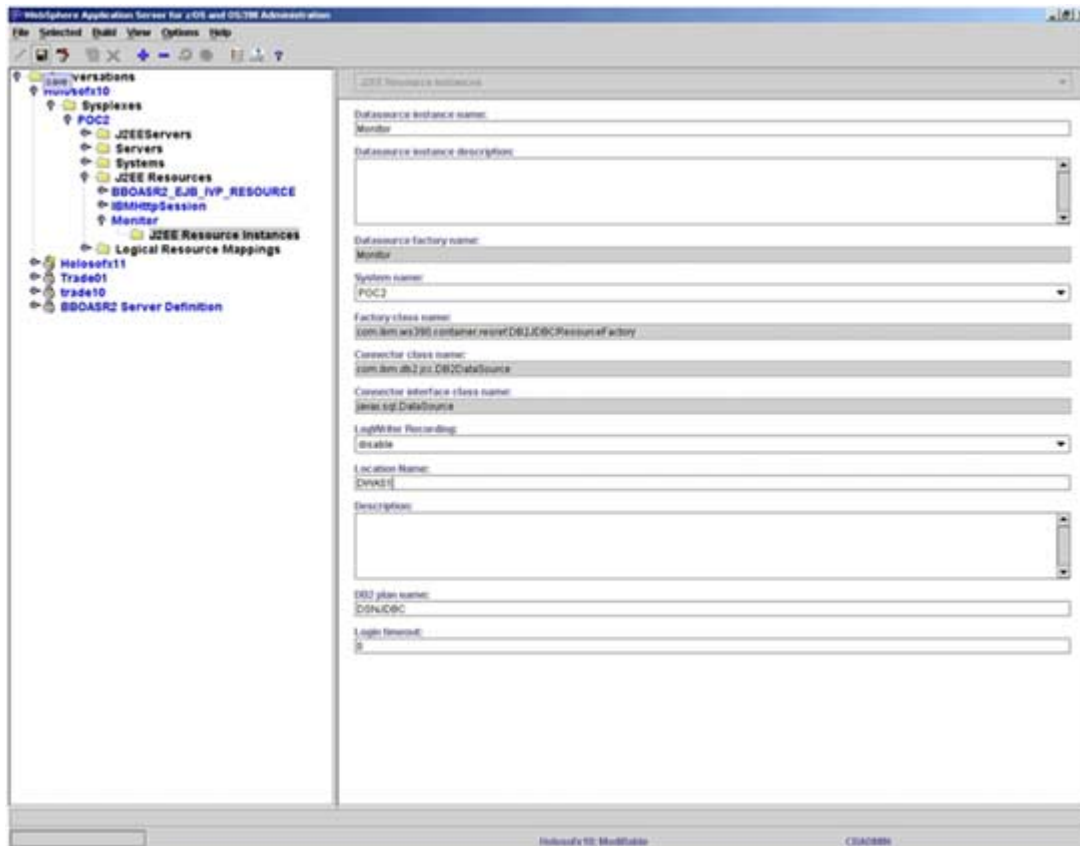 WebSphere Application Server for z/OS and OS/390 Administration
File Selected Build View Options Help
versations
save
Holosofx10
Sysplexes
POC2
J2EEServers
Servers
Systems
J2EE Resources
BBOASR2_EJB_IVP_RESOURCE
IBMHttpSession
Monitor
J2EE Resource Instances
Logical Resource Mappings
Holosofx11
Trade01
trade10
BBOASR2 Server Definition
J2EE Resource Instances
Datasource instance name:
Monitor
Datasource instance description:
Datasource factory name:
Monitor
System name:
POC2
Factory class name:
com.ibm.ws390.container.resref.DB2JDBCResourceFactory
Connector class name:
com.ibm.db2.jcc.DB2DataSource
Connector interface class name:
javax.sql.DataSource
LogWriter Recording:
disable
Location Name:
Description:
DB2 plan name:
DSNJDBC
Login timeout:
0
Holosofx10: Modifiable
CBADMIN